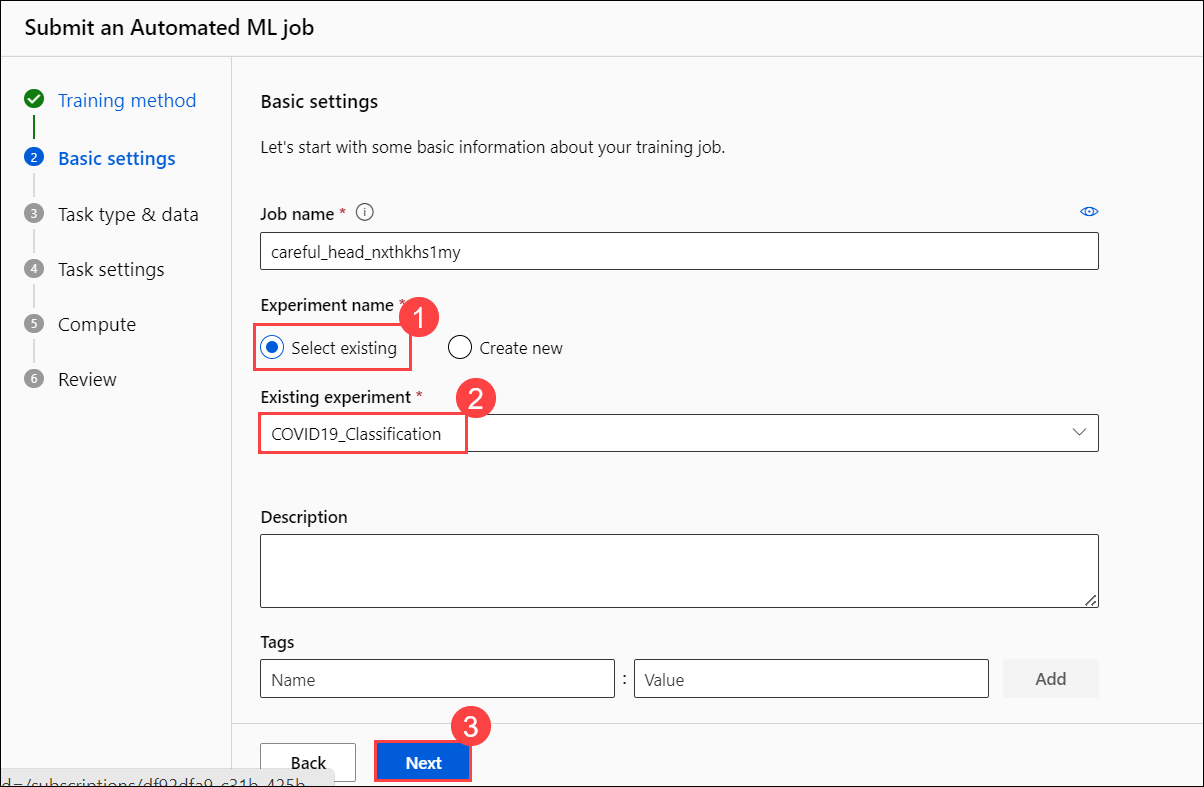 Submit an Automated ML job
Training method
2 Basic settings
3 Task type & data
4 Task settings
5 Compute
6 Review
Basic settings
Let's start with some basic information about your training job.
Job name * i
careful_head_nxthkhs1my
Experiment name *
1
Select existing Create new
Existing experiment *
2
COVID19_Classification
Description
Tags
Name : Value Add
3
Back Next
d=/subscriptions/df92dfa9-c31b-425b